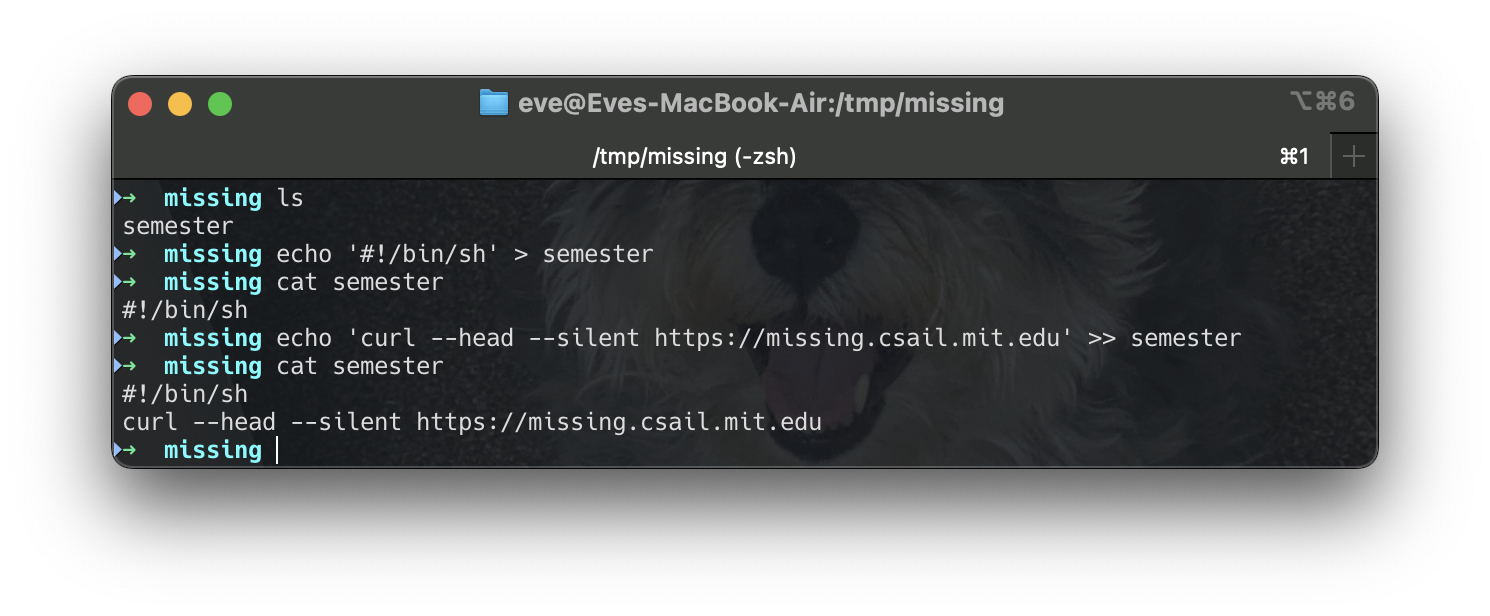 eve@Eves-MacBook-Air:/tmp/missing ⌥⌘6
/tmp/missing (-zsh) ⌘1
➜ missing ls
semester
➜ missing echo '#!/bin/sh' > semester
➜ missing cat semester
#!/bin/sh
➜ missing echo 'curl --head --silent https://missing.csail.mit.edu' >> semester
➜ missing cat semester
#!/bin/sh
curl --head --silent https://missing.csail.mit.edu
➜ missing